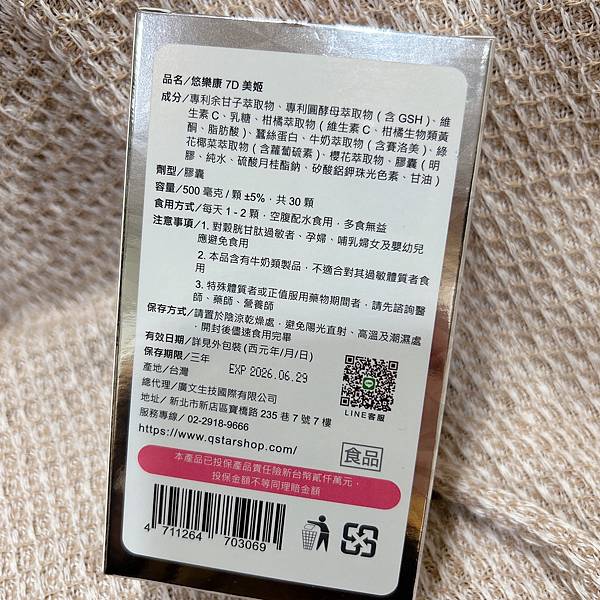 品名/悠樂康 7D 美姬
成分/專利余甘子萃取物、專利圓酵母萃取物(含 GSH)、維
生素 C、乳糖、柑橘萃取物(維生素 C、柑橘生物類黃
酮、脂肪酸)、蠶絲蛋白、牛奶萃取物(含賽洛美)、綠
花椰菜萃取物(含蘿蔔硫素)、櫻花萃取物、膠囊(明
膠、純水、硫酸月桂酯鈉、矽酸鋁鉀珠光色素、甘油)
劑型/膠囊
容量/500 毫克/顆 ±5%,共 30 顆
食用方式/每天 1-2 顆,空腹配水食用,多食無益
注意事項/1. 對穀胱甘肽過敏者、孕婦、哺乳婦女及嬰幼兒
應避免食用
2. 本品含有牛奶類製品,不適合對其過敏體質者食
用
3. 特殊體質者或正值服用藥物期間者,請先諮詢醫
師、藥師、營養師
保存方式/請置於陰涼乾燥處,避免陽光直射、高溫及潮濕處
,開封後儘速食用完畢
有效日期/詳見外包裝(西元年/月/日)
保存期限/三年
EXP 2026.06.29
產地/台灣
總代理/廣文生技國際有限公司
地址/ 新北市新店區寶橋路 235 巷 7 號 7 樓
服務專線/ 02-2918-9666
https://www.qstarshop.com/
LINE客服
食品
本產品已投保產品責任險新台幣貳仟萬元,
投保金額不等同理賠金額
4 711264 703069